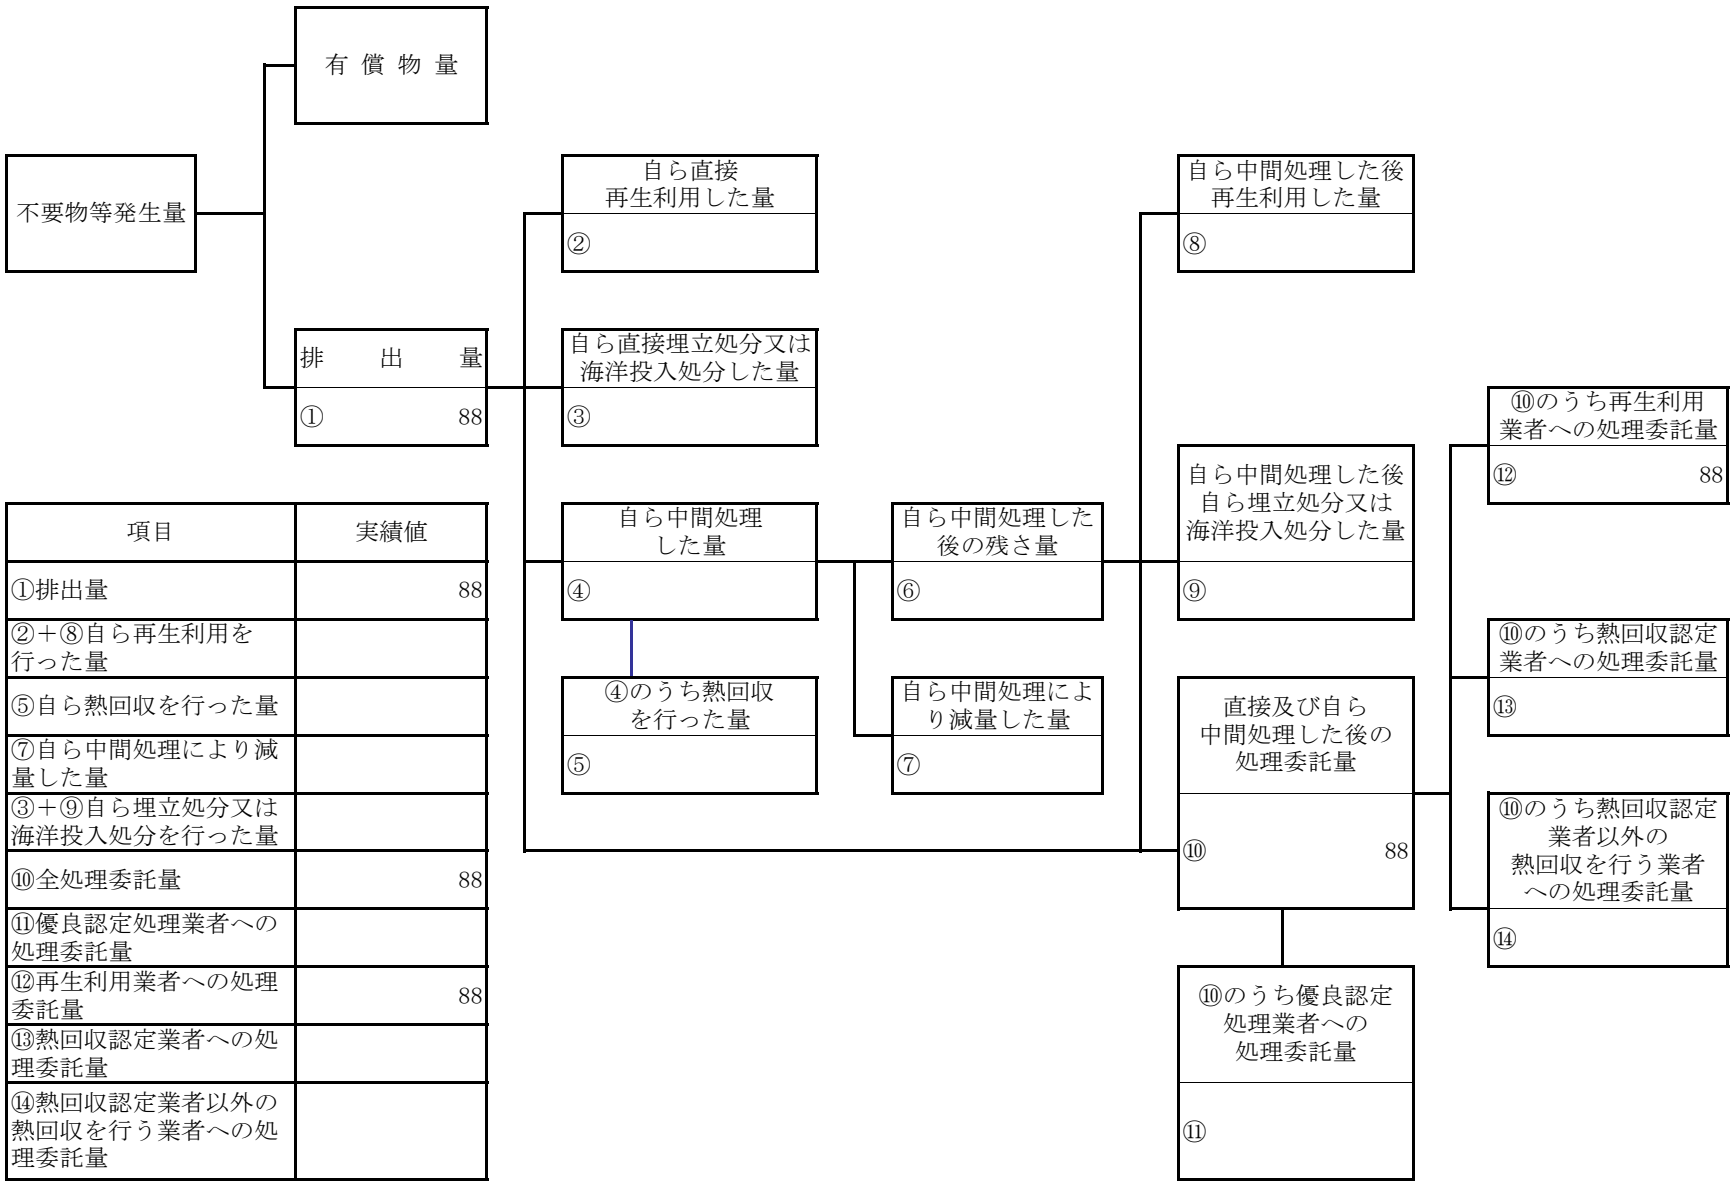 有償物量
不要物等発生量
排出量
① 88
自ら直接
再生利用した量
②
自ら直接埋立処分又は
海洋投入処分した量
③
自ら中間処理
した量
④
④のうち熱回収
を行った量
⑤
自ら中間処理した
後の残さ量
⑥
自ら中間処理によ
り減量した量
⑦
自ら中間処理した後
再生利用した量
⑧
自ら中間処理した後
自ら埋立処分又は
海洋投入処分した量
⑨
直接及び自ら
中間処理した後の
処理委託量
⑩ 88
⑩のうち優良認定
処理業者への
処理委託量
⑪
⑩のうち再生利用
業者への処理委託量
⑫ 88
⑩のうち熱回収認定
業者への処理委託量
⑬
⑩のうち熱回収認定
業者以外の
熱回収を行う業者
への処理委託量
⑭
項目 実績値
①排出量 88
②＋⑧自ら再生利用を
行った量
⑤自ら熱回収を行った量
⑦自ら中間処理により減
量した量
③＋⑨自ら埋立処分又は
海洋投入処分を行った量
⑩全処理委託量 88
⑪優良認定処理業者への
処理委託量
⑫再生利用業者への処理
委託量 88
⑬熱回収認定業者への処
理委託量
⑭熱回収認定業者以外の
熱回収を行う業者への処
理委託量